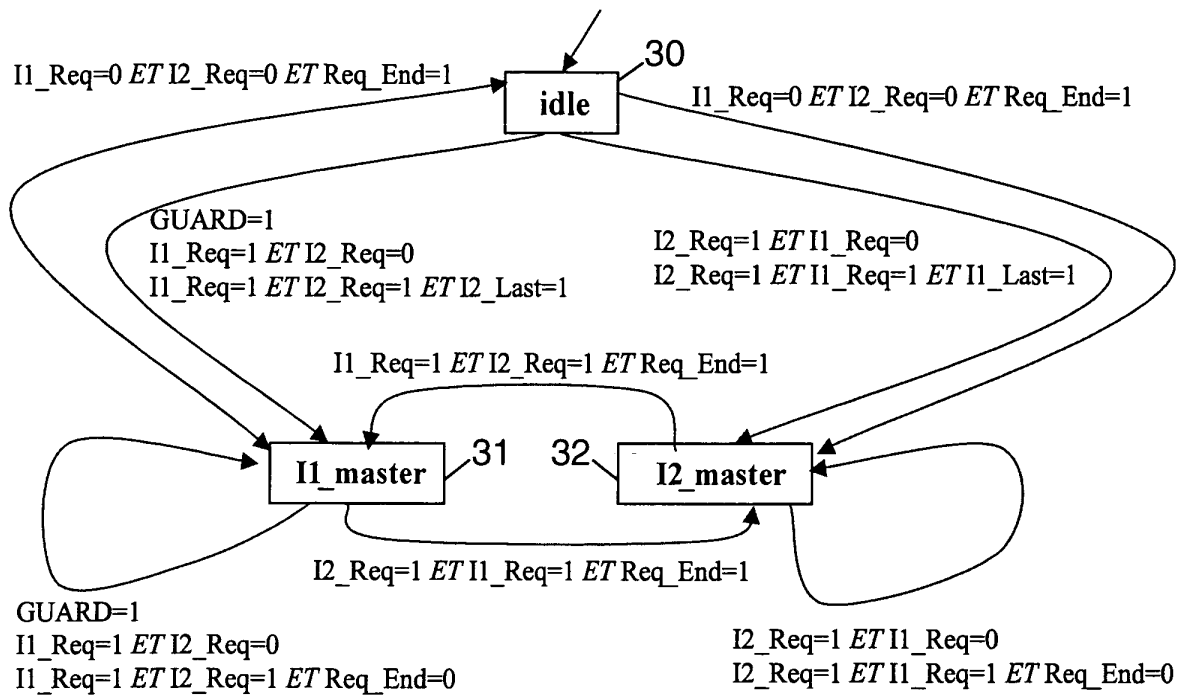 30
I1_Req=0 ET I2_Req=0 ET Req_End=1
idle
I1_Req=0 ET I2_Req=0 ET Req_End=1
GUARD=1
I1_Req=1 ET I2_Req=0
I1_Req=1 ET I2_Req=1 ET I2_Last=1
I2_Req=1 ET I1_Req=0
I2_Req=1 ET I1_Req=1 ET I1_Last=1
I1_Req=1 ET I2_Req=1 ET Req_End=1
I1_master
31
32
I2_master
I2_Req=1 ET I1_Req=1 ET Req_End=1
GUARD=1
I1_Req=1 ET I2_Req=0
I1_Req=1 ET I2_Req=1 ET Req_End=0
I2_Req=1 ET I1_Req=0
I2_Req=1 ET I1_Req=1 ET Req_End=0